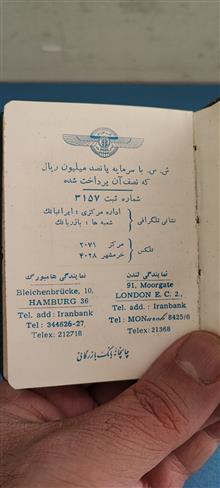 ش. س. با سرمایه پانصد میلیون ریال
که نصف آن پرداخت شده
شماره ثبت ۳۱۵۷
نشانی تلگرافی { اداره مرکزی : ایرانبانک
شعبه ها : بازربانک
تلکس { مرکز ۲۰۷۱
خرمشهر ۴۰۲۸
نمایندگی لندن
91, Moorgate
LONDON E. C. 2,
Tel. add. : Iranbank
Tel : MONarch 8425/6
Telex: 21368
نمایندگی هامبورگ
Bleichenbrücke, 10,
HAMBURG 36
Tel. add : Iranbank
Tel : 344626-27
Telex: 212718
چاپخانه بانک بازرگانی